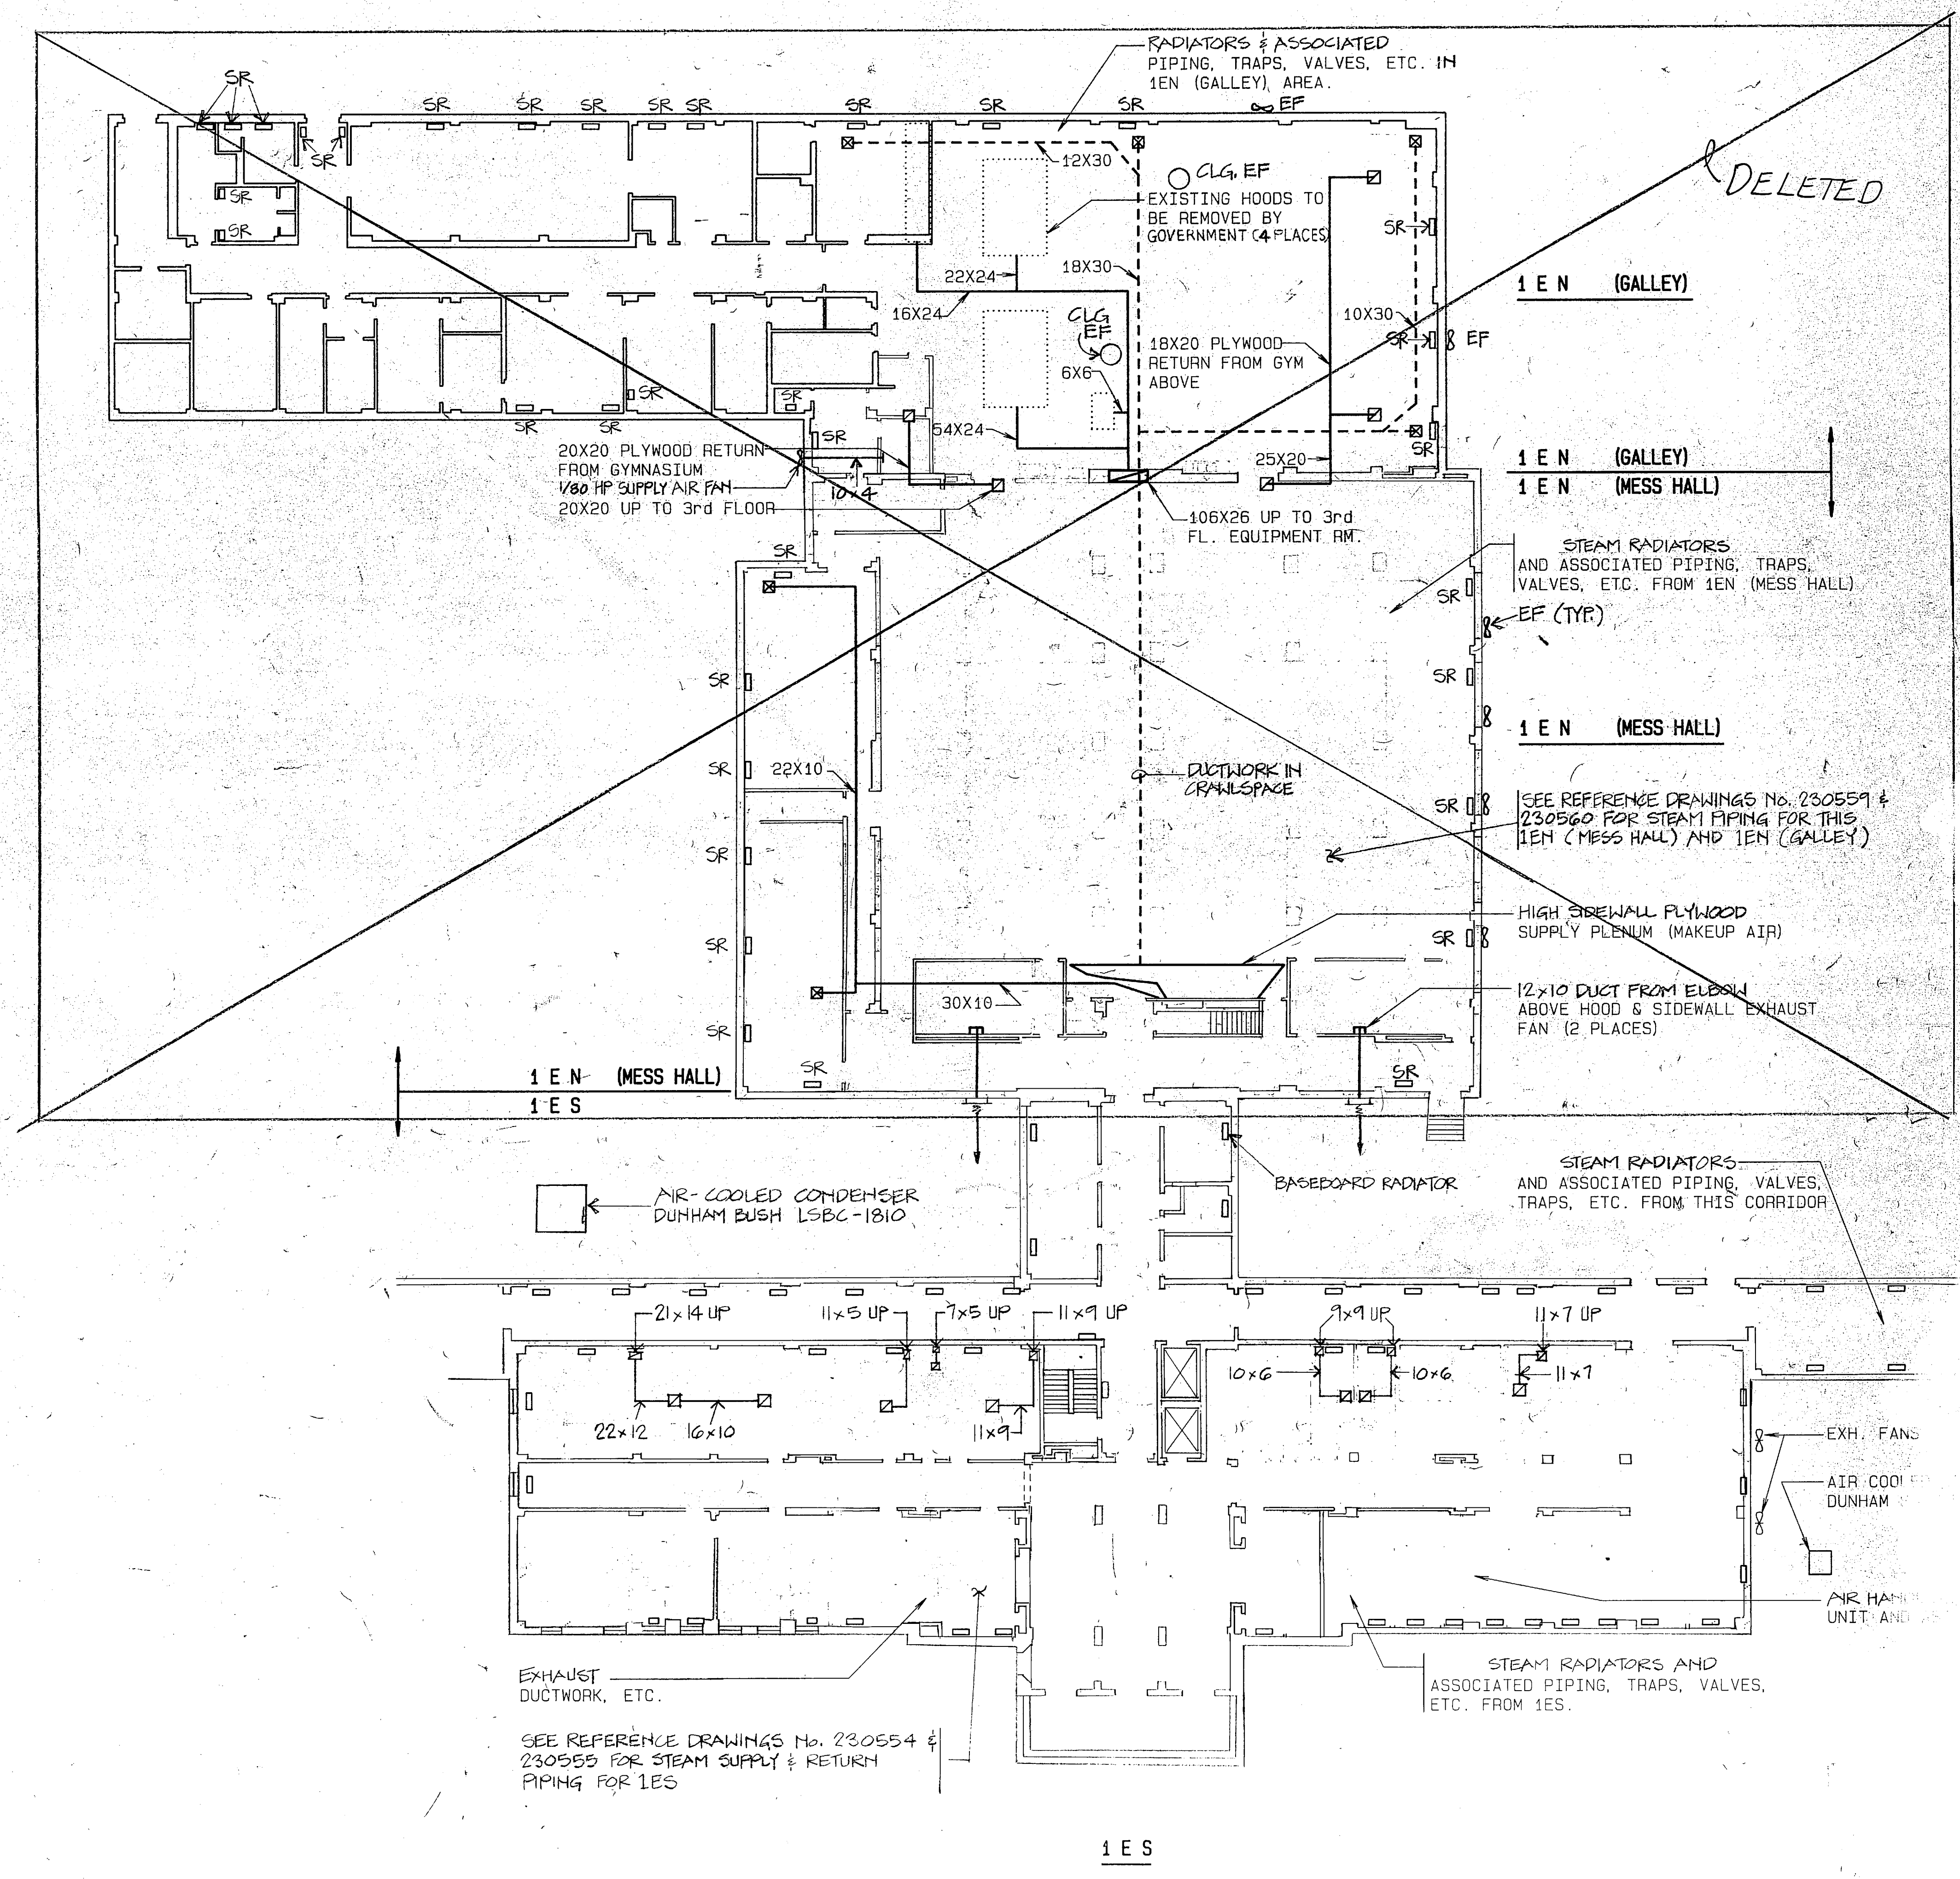 RADIATORS & ASSOCIATED
PIPING, TRAPS, VALVES, ETC. IN
1EN (GALLEY) AREA.
SR
SR
SR
SR
SR
SR
SR
SR
SR
EF
SR
SR
SR
12X30
CLG. EF
EXISTING HOODS TO
BE REMOVED BY
GOVERNMENT (4 PLACES)
DELETED
SR
22X24
18X30
16X24
1 E N (GALLEY)
CLG
EF
10X30
SR
EF
18X20 PLYWOOD
RETURN FROM GYM
ABOVE
6X6
SR
SR
SR
SR
SR
54X24
SR
25X20
20X20 PLYWOOD RETURN
FROM GYMNASIUM
1/30 HP SUPPLY AIR FAN
10x4
20X20 UP TO 3rd FLOOR
1 E N (GALLEY)
1 E N (MESS HALL)
106X26 UP TO 3rd
FL. EQUIPMENT RM.
SR
STEAM RADIATORS
AND ASSOCIATED PIPING, TRAPS,
VALVES, ETC. FROM 1EN (MESS HALL)
SR
EF (TYP.)
SR
SR
1 E N (MESS HALL)
SR
22X10
DUCTWORK IN
CRAWLSPACE
SR
SEE REFERENCE DRAWINGS No. 230559 &
230560 FOR STEAM PIPING FOR THIS
1EN (MESS HALL) AND 1EN (GALLEY)
SR
SR
SR
HIGH SIDEWALL PLYWOOD
SUPPLY PLENUM (MAKEUP AIR)
30X10
12x10 DUCT FROM ELBOW
ABOVE HOOD & SIDEWALL EXHAUST
FAN (2 PLACES)
SR
SR
SR
1 E N (MESS HALL)
1 E S
BASEBOARD RADIATOR
STEAM RADIATORS
AND ASSOCIATED PIPING, VALVES,
TRAPS, ETC. FROM THIS CORRIDOR
AIR-COOLED CONDENSER
DUNHAM BUSH LSBC-1810
21x14 UP
11x5 UP
7x5 UP
11x9 UP
9x9 UP
11x7 UP
10x6
10x6
11x7
22x12
16x10
11x9
EXH. FANS
AIR COOL
DUNHAM
AIR HAN
UNIT AND
EXHAUST
DUCTWORK, ETC.
STEAM RADIATORS AND
ASSOCIATED PIPING, TRAPS, VALVES,
ETC. FROM 1ES.
SEE REFERENCE DRAWINGS No. 230554 &
230555 FOR STEAM SUPPLY & RETURN
PIPING FOR 1ES
1 E S